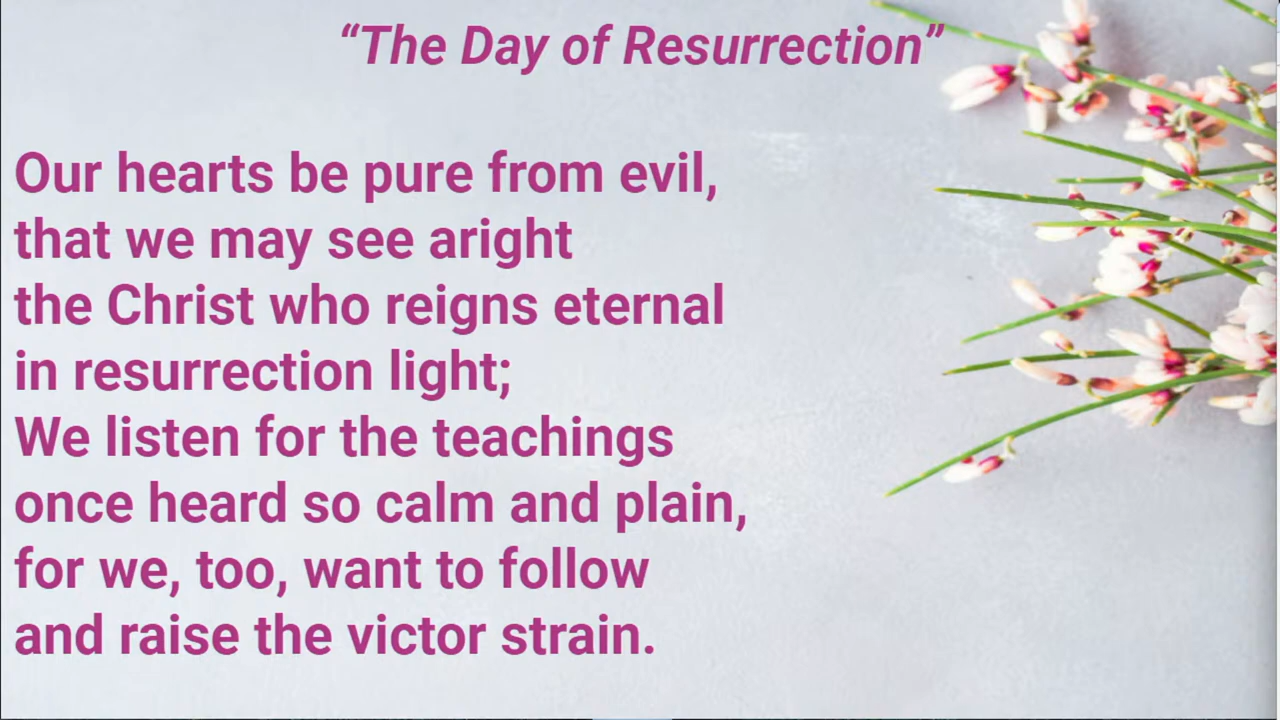 “The Day of Resurrection”
Our hearts be pure from evil,
that we may see aright
the Christ who reigns eternal
in resurrection light;
We listen for the teachings
once heard so calm and plain,
for we, too, want to follow
and raise the victor strain.